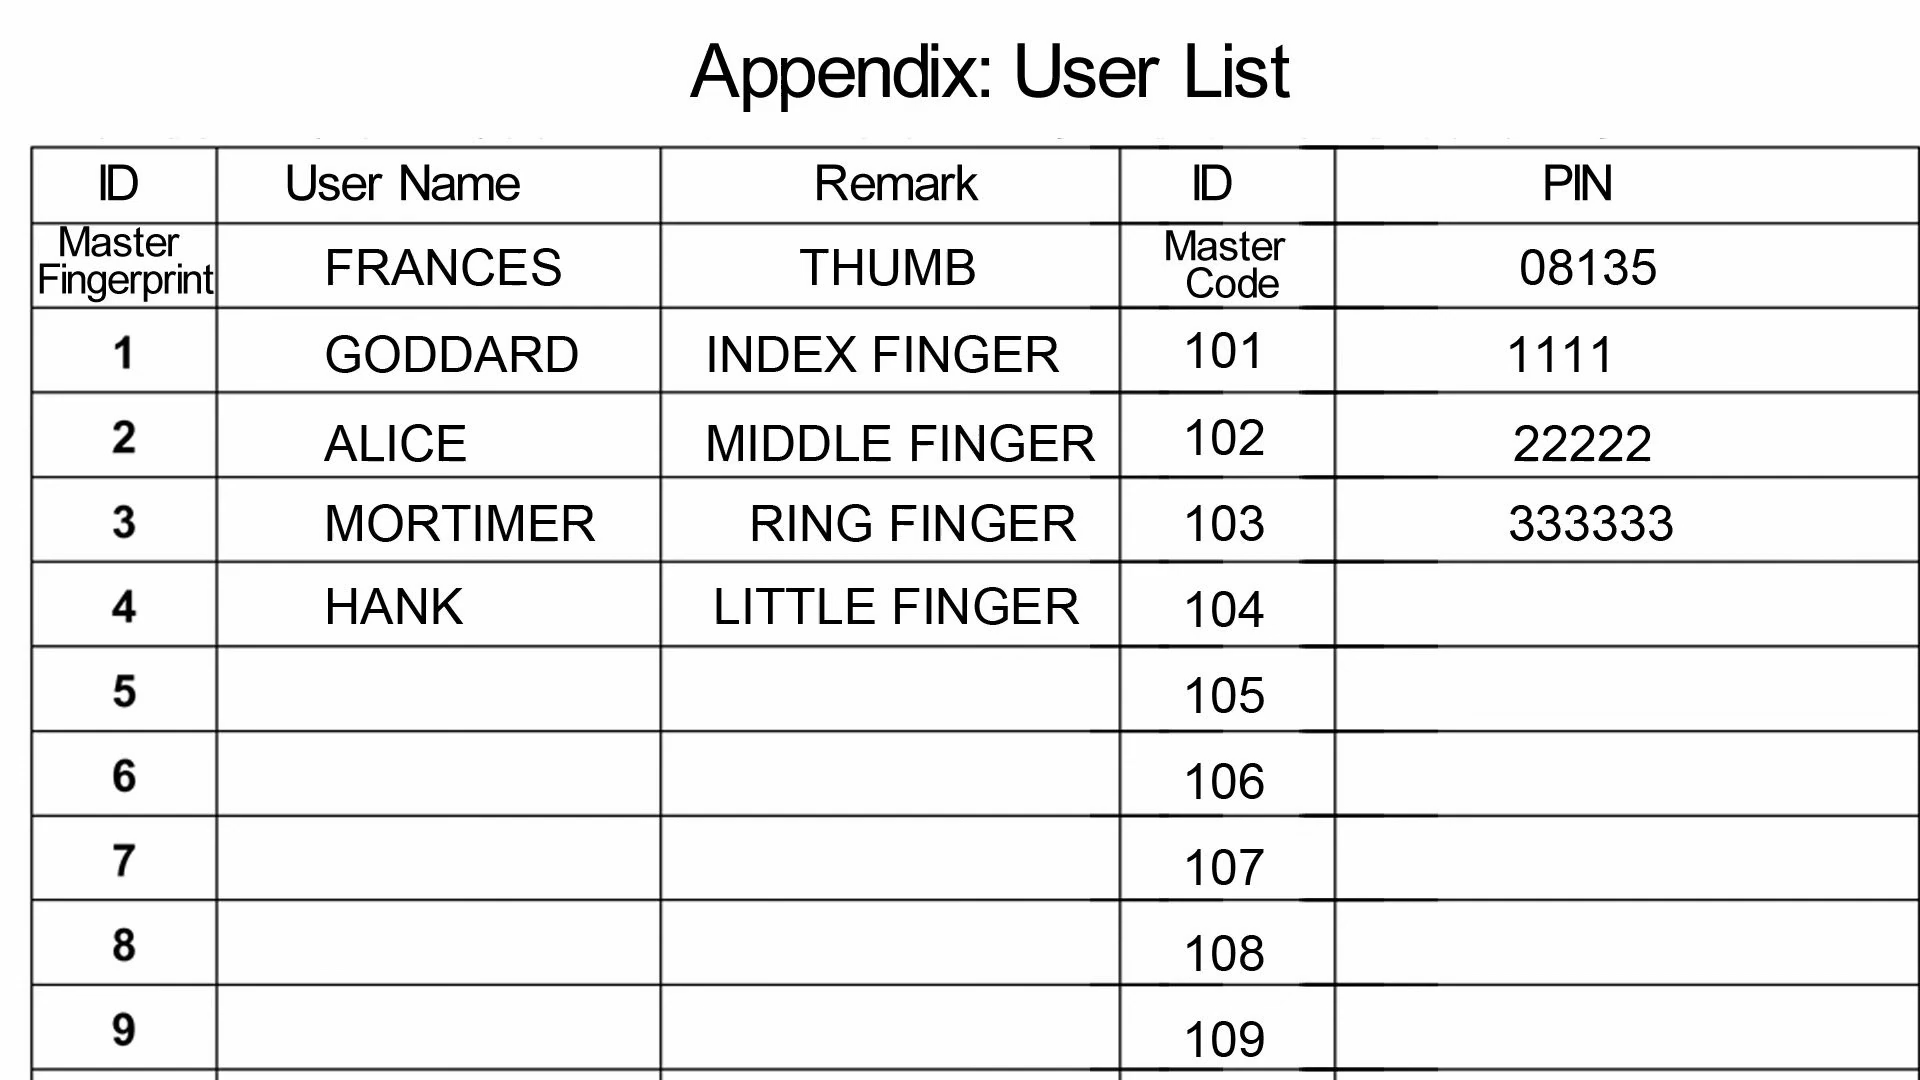 Appendix: User List
ID User Name Remark ID PIN
Master Fingerprint FRANCES THUMB Master Code 08135
1 GODDARD INDEX FINGER 101 1111
2 ALICE MIDDLE FINGER 102 22222
3 MORTIMER RING FINGER 103 333333
4 HANK LITTLE FINGER 104
5 105
6 106
7 107
8 108
9 109